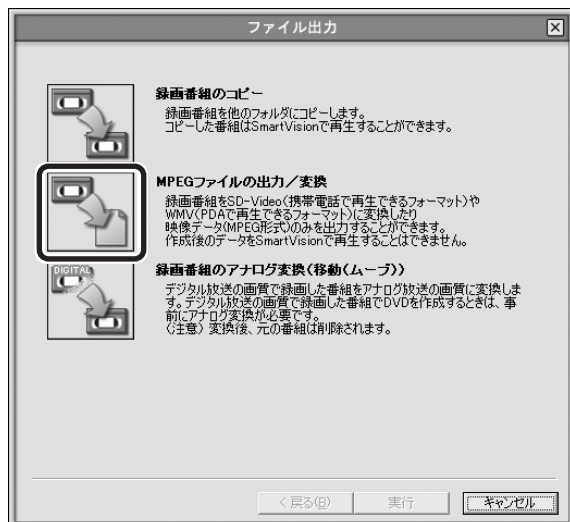 ファイル出力
録画番組のコピー
録画番組を他のフォルダにコピーします。
コピーした番組はSmartVisionで再生することができます。
MPEGファイルの出力／変換
録画番組をSD-Video(携帯電話で再生できるフォーマット)や
WMV(PDAで再生できるフォーマット)に変換したり
映像データ(MPEG形式)のみを出力することができます。
作成後のデータをSmartVisionで再生することはできません。
DIGITAL
録画番組のアナログ変換(移動(ムーブ))
デジタル放送の画質で録画した番組をアナログ放送の画質に変換しま
す。デジタル放送の画質で録画した番組でDVDを作成するときは、事
前にアナログ変換が必要です。
(注意) 変換後、元の番組は削除されます。
< 戻る(B)
実行
キャンセル